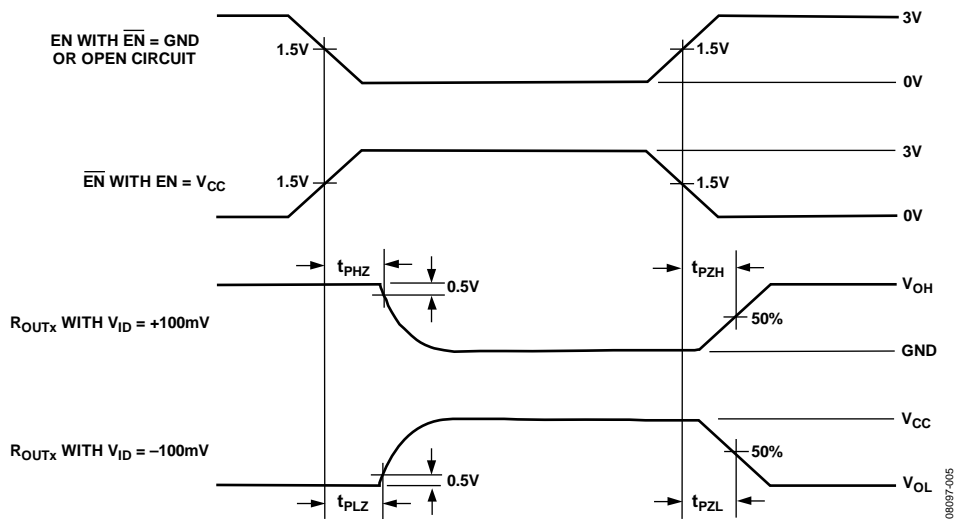 EN WITH E̅N̅ = GND
OR OPEN CIRCUIT
1.5V
1.5V
3V
0V
E̅N̅ WITH EN = VCC
1.5V
1.5V
3V
0V
tPHZ
0.5V
tPZH
VOH
ROUTx WITH VID = +100mV
50%
GND
VCC
ROUTx WITH VID = –100mV
50%
0.5V
VOL
tPLZ
tPZL
08097-005